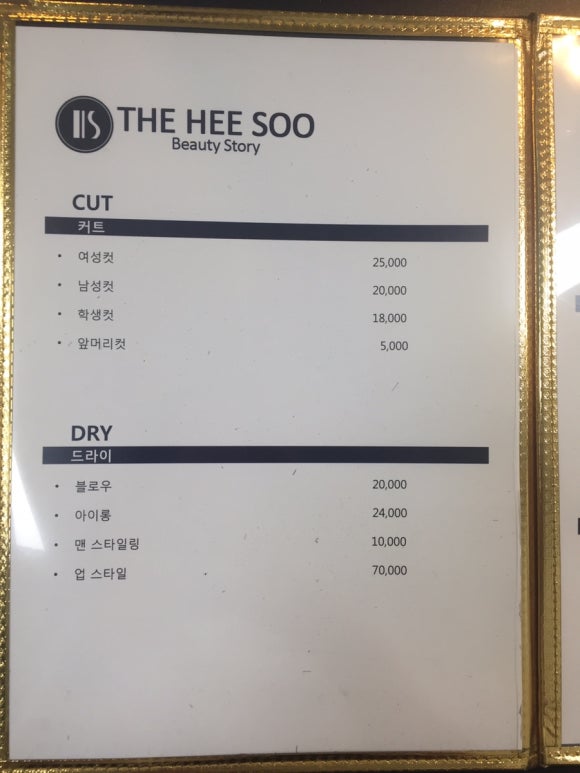 HS THE HEE SOO
Beauty Story
CUT
커트
• 여성컷 25,000
• 남성컷 20,000
• 학생컷 18,000
• 앞머리컷 5,000
DRY
드라이
• 블로우 20,000
• 아이롱 24,000
• 맨 스타일링 10,000
• 업 스타일 70,000